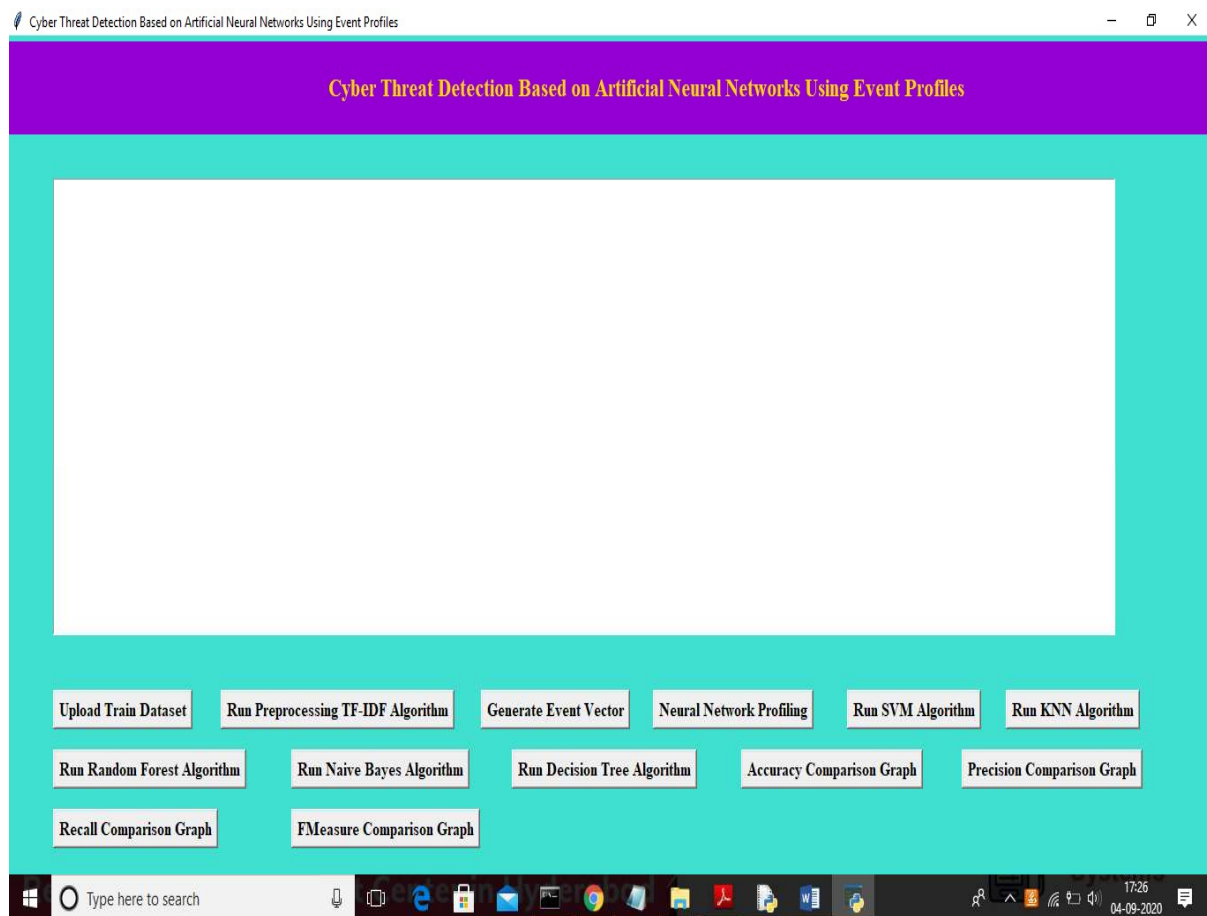 Cyber Threat Detection Based on Artificial Neural Networks Using Event Profiles
Cyber Threat Detection Based on Artificial Neural Networks Using Event Profiles
Upload Train Dataset Run Preprocessing TF-IDF Algorithm Generate Event Vector Neural Network Profiling Run SVM Algorithm Run KNN Algorithm
Run Random Forest Algorithm Run Naive Bayes Algorithm Run Decision Tree Algorithm Accuracy Comparison Graph Precision Comparison Graph
Recall Comparison Graph FMeasure Comparison Graph
Type here to search
17:26
04-09-2020